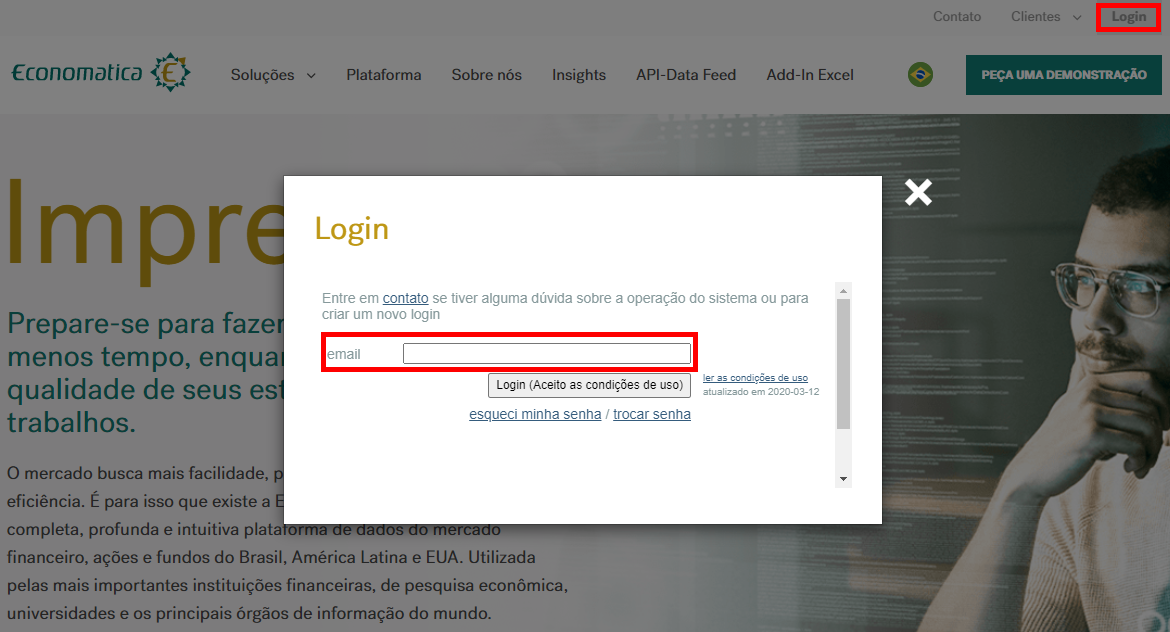 Contato Clientes Login
Economatica Soluções Plataforma Sobre nós Insights API-Data Feed Add-In Excel PEÇA UMA DEMONSTRAÇÃO
Impre
Login
Entre em contato se tiver alguma dúvida sobre a operação do sistema ou para
criar um novo login
email
Login (Aceito as condições de uso) ler as condições de uso
atualizado em 2020-03-12
esqueci minha senha / trocar senha
Prepare-se para fazer
menos tempo, enqua
qualidade de seus est
trabalhos.
O mercado busca mais facilidade, p
eficiência. É para isso que existe a E
completa, profunda e intuitiva plataforma de dados do mercado
financeiro, ações e fundos do Brasil, América Latina e EUA. Utilizada
pelas mais importantes instituições financeiras, de pesquisa econômica,
universidades e os principais órgãos de informação do mundo.